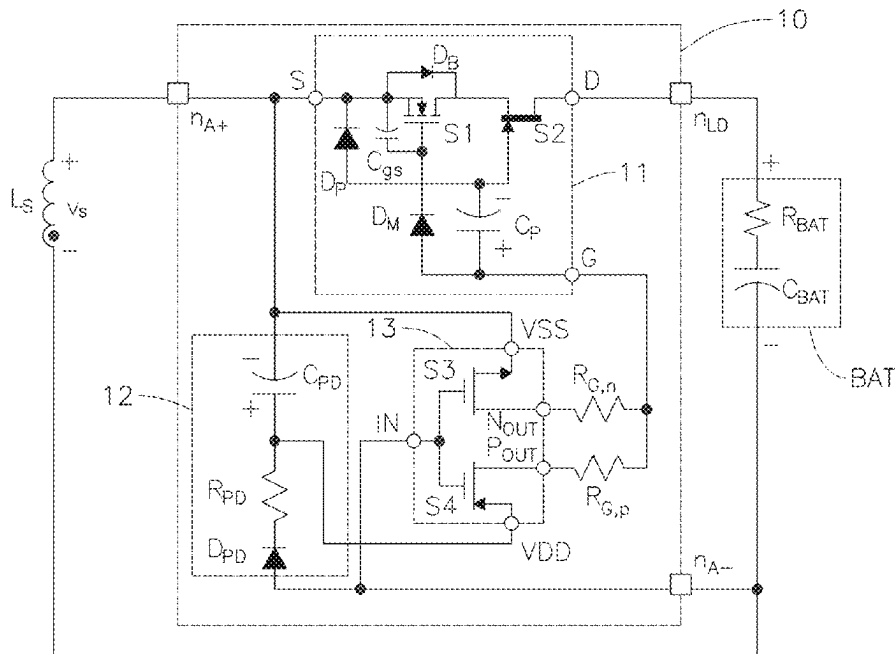 10
S
D_B
D
n_A+
S1
S2
n_LD
C_gs
D_P
11
L_S
+
v_s
-
D_M
-
C_P
+
G
+
R_BAT
C_BAT
-
BAT
13
VSS
12
-
C_PD
+
S3
R_G,n
IN
N_OUT
P_OUT
R_PD
S4
R_G,p
D_PD
VDD
n_A-